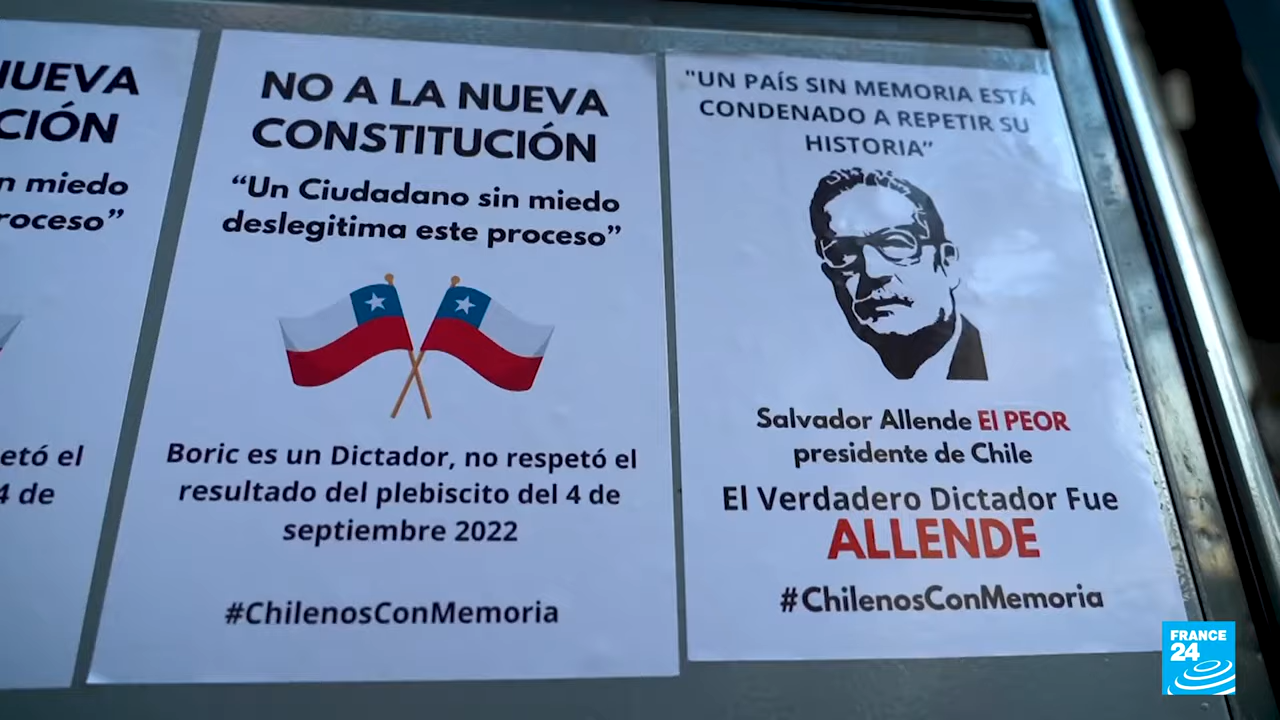 NUEVA
CIÓN
n miedo
roceso”
etó el
4 de
NO A LA NUEVA
CONSTITUCIÓN
“Un Ciudadano sin miedo
deslegitima este proceso”
Boric es un Dictador, no respetó el
resultado del plebiscito del 4 de
septiembre 2022
#ChilenosConMemoria
"UN PAÍS SIN MEMORIA ESTÁ
CONDENADO A REPETIR SU
HISTORIA”
Salvador Allende El PEOR
presidente de Chile
El Verdadero Dictador Fue
ALLENDE
#ChilenosConMemoria
FRANCE
24